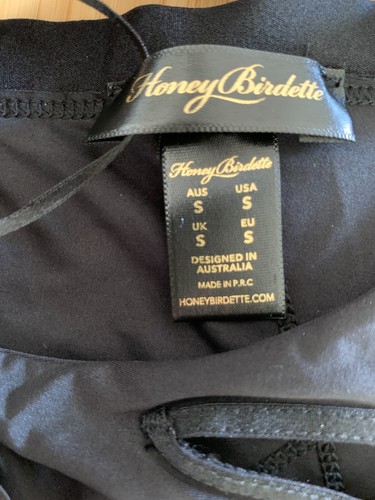 Honey Birdette
Honey Birdette
AUS USA
S S
UK EU
S S
DESIGNED IN
AUSTRALIA
MADE IN P.R.C
HONEYBIRDETTE.COM